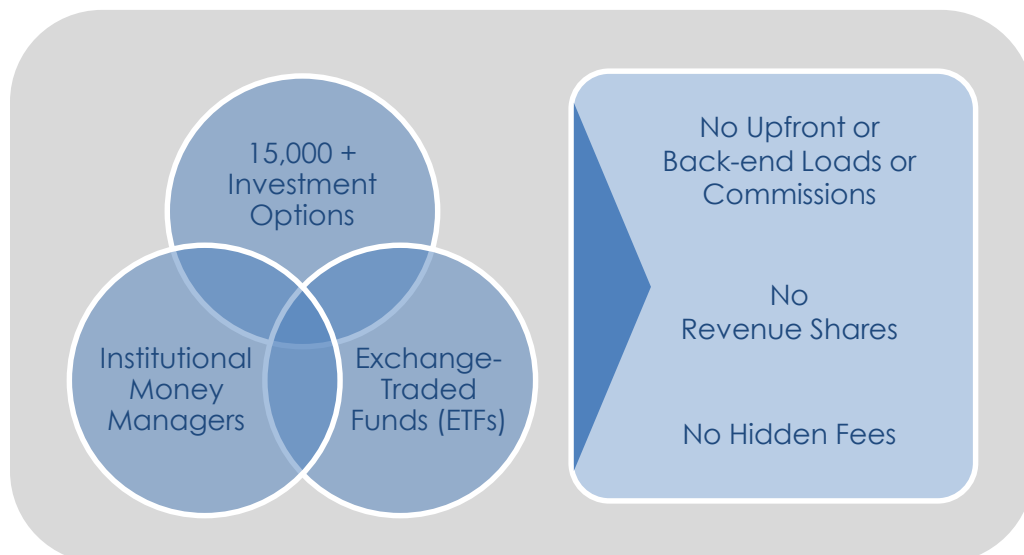 15,000 +
Investment
Options
Institutional
Money
Managers
Exchange-
Traded
Funds (ETFs)
No Upfront or
Back-end Loads or
Commissions
No
Revenue Shares
No Hidden Fees